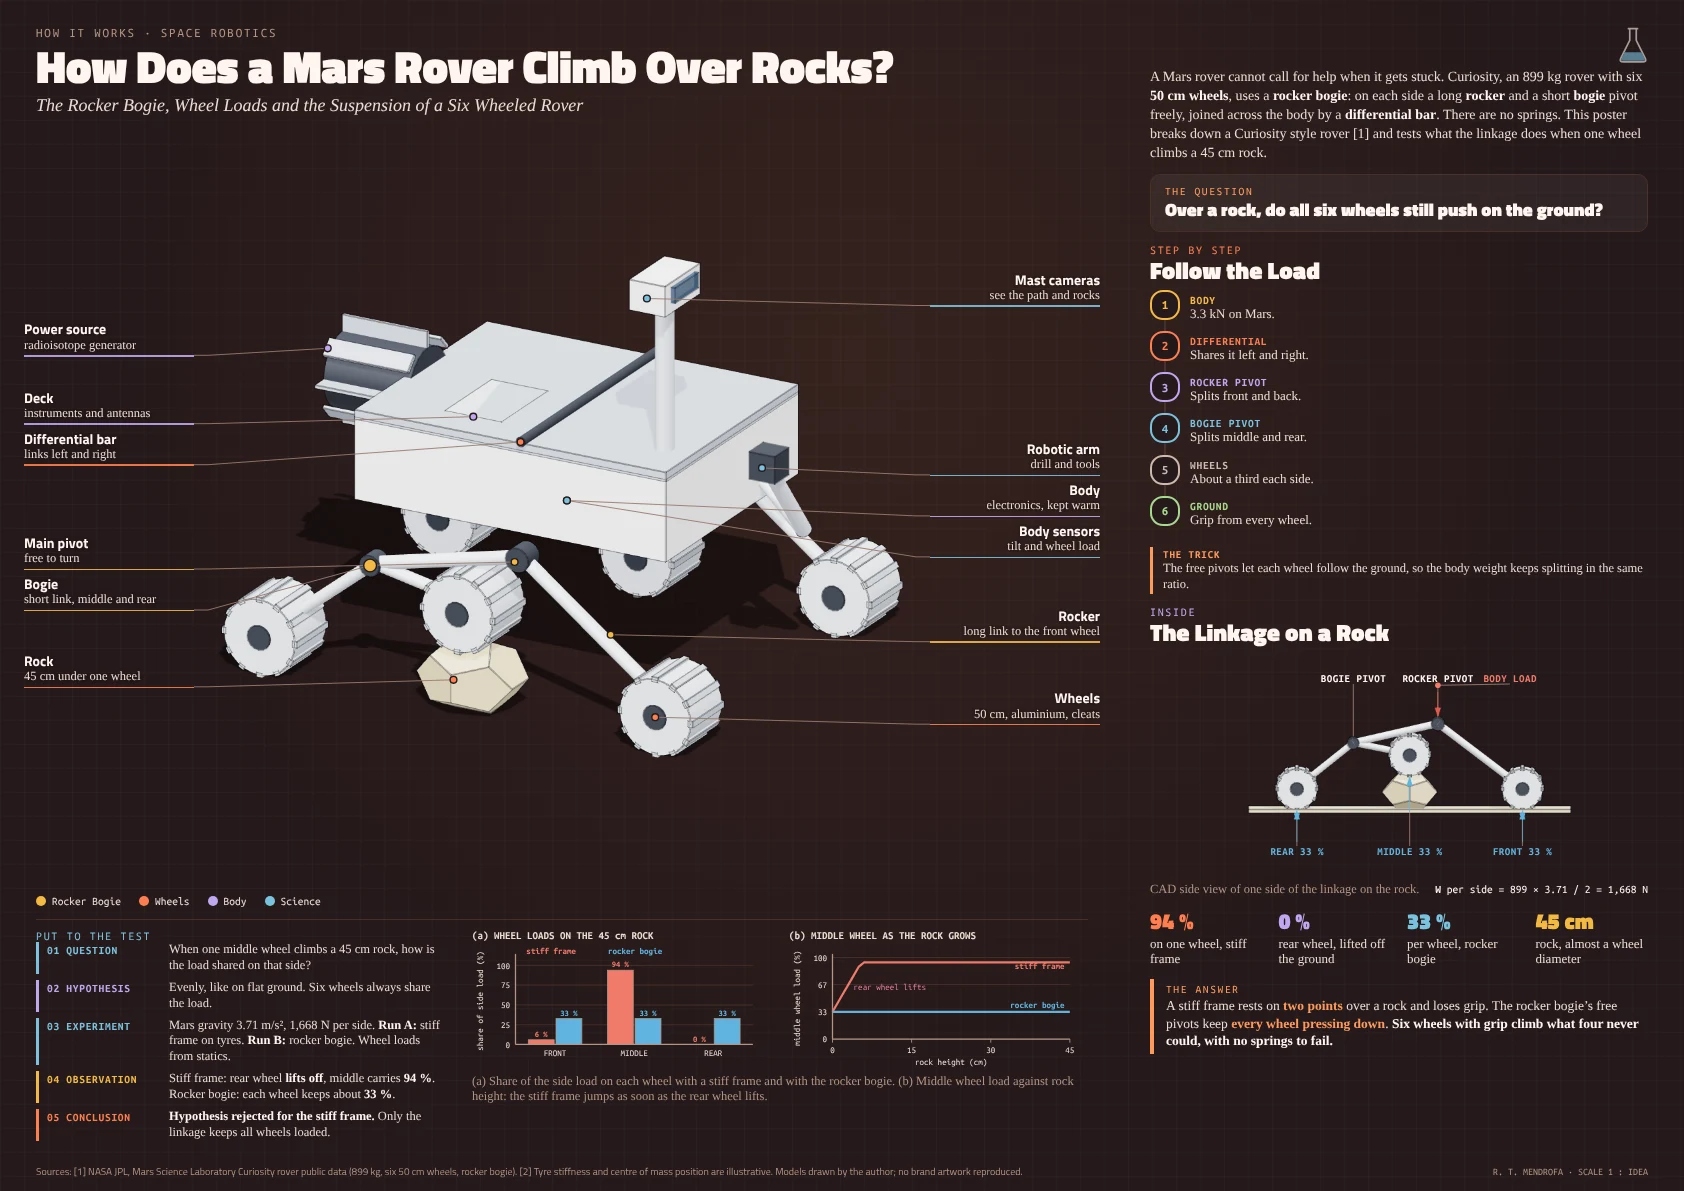 HOW IT WORKS · SPACE ROBOTICS
How Does a Mars Rover Climb Over Rocks?
The Rocker Bogie, Wheel Loads and the Suspension of a Six Wheeled Rover
A Mars rover cannot call for help when it gets stuck. Curiosity, an 899 kg rover with six
50 cm wheels, uses a rocker bogie: on each side a long rocker and a short bogie pivot
freely, joined across the body by a differential bar. There are no springs. This poster
breaks down a Curiosity style rover [1] and tests what the linkage does when one wheel
climbs a 45 cm rock.
THE QUESTION
Over a rock, do all six wheels still push on the ground?
STEP BY STEP
Follow the Load
1
BODY
3.3 kN on Mars.
2
DIFFERENTIAL
Shares it left and right.
3
ROCKER PIVOT
Splits front and back.
4
BOGIE PIVOT
Splits middle and rear.
5
WHEELS
About a third each side.
6
GROUND
Grip from every wheel.
THE TRICK
The free pivots let each wheel follow the ground, so the body weight keeps splitting in the same
ratio.
INSIDE
The Linkage on a Rock
BOGIE PIVOT
ROCKER PIVOT
BODY LOAD
REAR 33 %
MIDDLE 33 %
FRONT 33 %
CAD side view of one side of the linkage on the rock.
W per side = 899 × 3.71 / 2 = 1,668 N
94 %
on one wheel, stiff
frame
0 %
rear wheel, lifted off
the ground
33 %
per wheel, rocker
bogie
45 cm
rock, almost a wheel
diameter
THE ANSWER
A stiff frame rests on two points over a rock and loses grip. The rocker bogie's free
pivots keep every wheel pressing down. Six wheels with grip climb what four never
could, with no springs to fail.
Power source
radioisotope generator
Deck
instruments and antennas
Differential bar
links left and right
Main pivot
free to turn
Bogie
short link, middle and rear
Rock
45 cm under one wheel
Mast cameras
see the path and rocks
Robotic arm
drill and tools
Body
electronics, kept warm
Body sensors
tilt and wheel load
Rocker
long link to the front wheel
Wheels
50 cm, aluminium, cleats
Rocker Bogie
Wheels
Body
Science
PUT TO THE TEST
01 QUESTION
When one middle wheel climbs a 45 cm rock, how is
the load shared on that side?
02 HYPOTHESIS
Evenly, like on flat ground. Six wheels always share
the load.
03 EXPERIMENT
Mars gravity 3.71 m/s², 1,668 N per side. Run A: stiff
frame on tyres. Run B: rocker bogie. Wheel loads
from statics.
04 OBSERVATION
Stiff frame: rear wheel lifts off, middle carries 94 %.
Rocker bogie: each wheel keeps about 33 %.
05 CONCLUSION
Hypothesis rejected for the stiff frame. Only the
linkage keeps all wheels loaded.
(a) WHEEL LOADS ON THE 45 cm ROCK
stiff frame
rocker bogie
share of side load (%)
100
75
50
25
0
6 %
33 %
94 %
33 %
0 %
33 %
FRONT
MIDDLE
REAR
(b) MIDDLE WHEEL AS THE ROCK GROWS
middle wheel load (%)
100
67
33
0
stiff frame
rear wheel lifts
rocker bogie
0
15
30
45
rock height (cm)
(a) Share of the side load on each wheel with a stiff frame and with the rocker bogie. (b) Middle wheel load against rock
height: the stiff frame jumps as soon as the rear wheel lifts.
Sources: [1] NASA JPL, Mars Science Laboratory Curiosity rover public data (899 kg, six 50 cm wheels, rocker bogie). [2] Tyre stiffness and centre of mass position are illustrative. Models drawn by the author; no brand artwork reproduced.
R. T. MENDROFA · SCALE 1 : IDEA